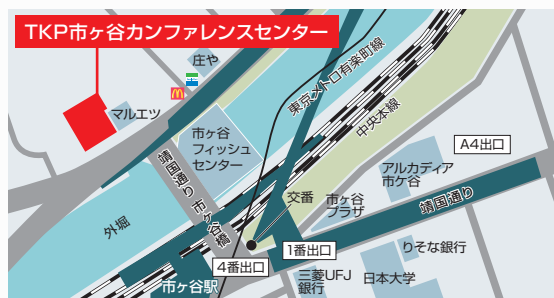 TKP市ヶ谷カンファレンスセンター
庄や
マルエツ
市ヶ谷
フィッシュ
センター
東京メトロ有楽町線
中央本線
A4出口
アルカディア
市ヶ谷
靖国通り 市ヶ谷橋
外堀
交番
市ヶ谷
プラザ
靖国通り
1番出口
りそな銀行
4番出口
市ヶ谷駅
三菱UFJ
銀行
日本大学